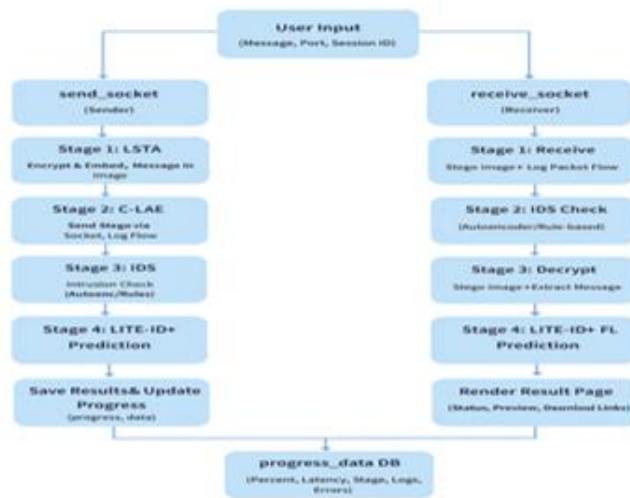 User Input
(Message, Port, Session ID)
send_socket
(Sender)
Stage 1: LSTA
Encrypt & Embed, Message in
image
Stage 2: C-LAE
Send Stego via
Socket, Log Flow
Stage 3: IDS
Intrusion Check
(Autoenc/Rules)
Stage 4: LITE-ID+
Prediction
Save Results& Update
Progress
(progress, data)
receive_socket
(Receiver)
Stage 1: Receive
Stego Image+ Log Packet Flow
Stage 2: IDS Check
(Autoencoder/Rule-based)
Stage 3: Decrypt
Stego Image+Extract Message
Stage 4: LITE-ID+ FL
Prediction
Render Result Page
(Status, Preview, Download Links)
progress_data DB
(Percent, Latency, Stage, Logs,
Errors)